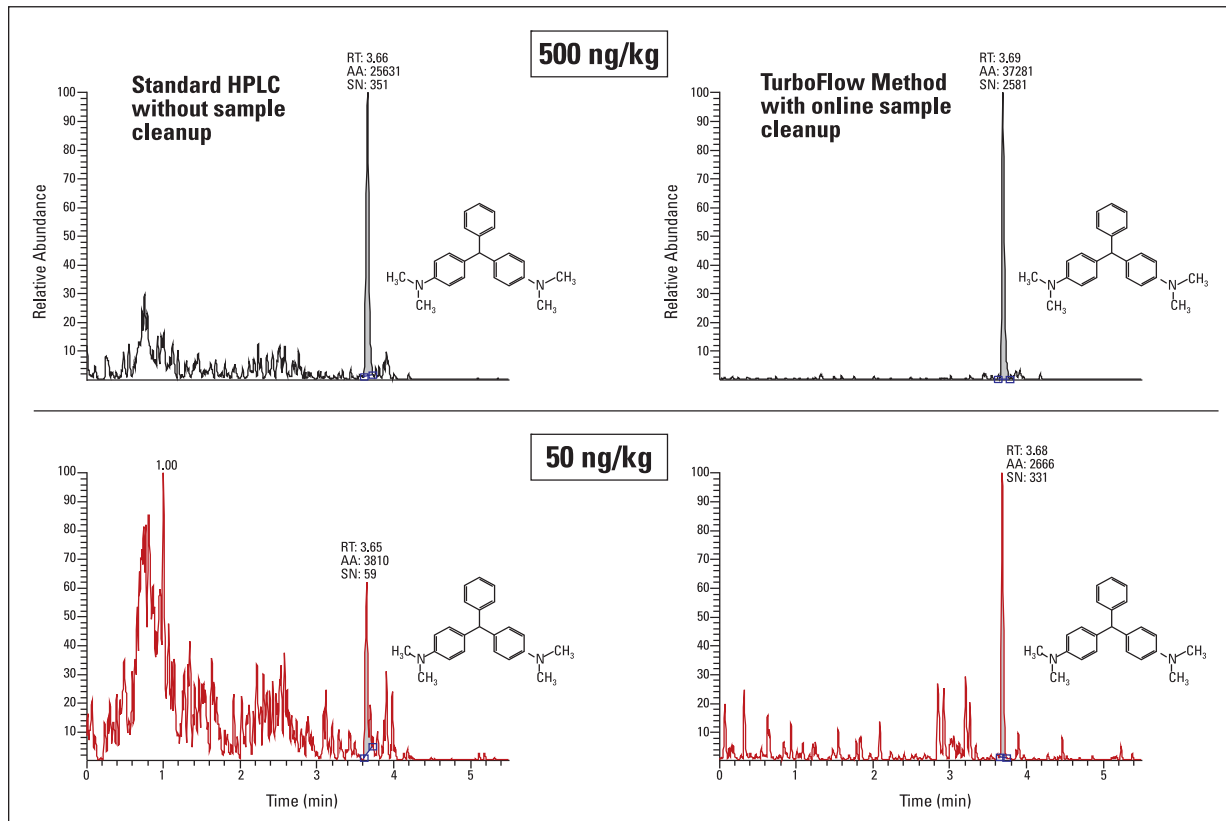 500 ng/kg
Standard HPLC
without sample
cleanup
RT: 3.66
AA: 25631
SN: 351
100
90
80
70
60
50
40
30
20
10
Relative Abundance
H₃C
N
CH₃
N
CH₃
CH₃
TurboFlow Method
with online sample
cleanup
RT: 3.69
AA: 37281
SN: 2581
100
90
80
70
60
50
40
30
20
10
Relative Abundance
H₃C
N
CH₃
N
CH₃
CH₃
50 ng/kg
1.00
RT: 3.65
AA: 3810
SN: 59
100
90
80
70
60
50
40
30
20
10
H₃C
N
CH₃
N
CH₃
CH₃
0 1 2 3 4 5
Time (min)
RT: 3.68
AA: 2666
SN: 331
100
90
80
70
60
50
40
30
20
10
H₃C
N
CH₃
N
CH₃
CH₃
0 1 2 3 4 5
Time (min)